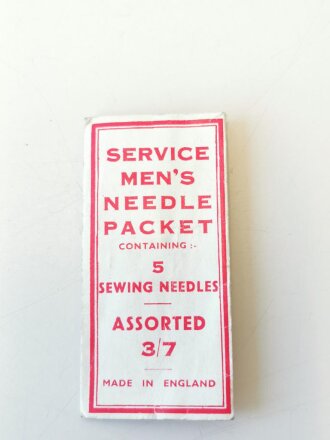 SERVICE
MEN'S
NEEDLE
PACKET
CONTAINING :-
5
SEWING NEEDLES
ASSORTED
3/7
MADE IN ENGLAND